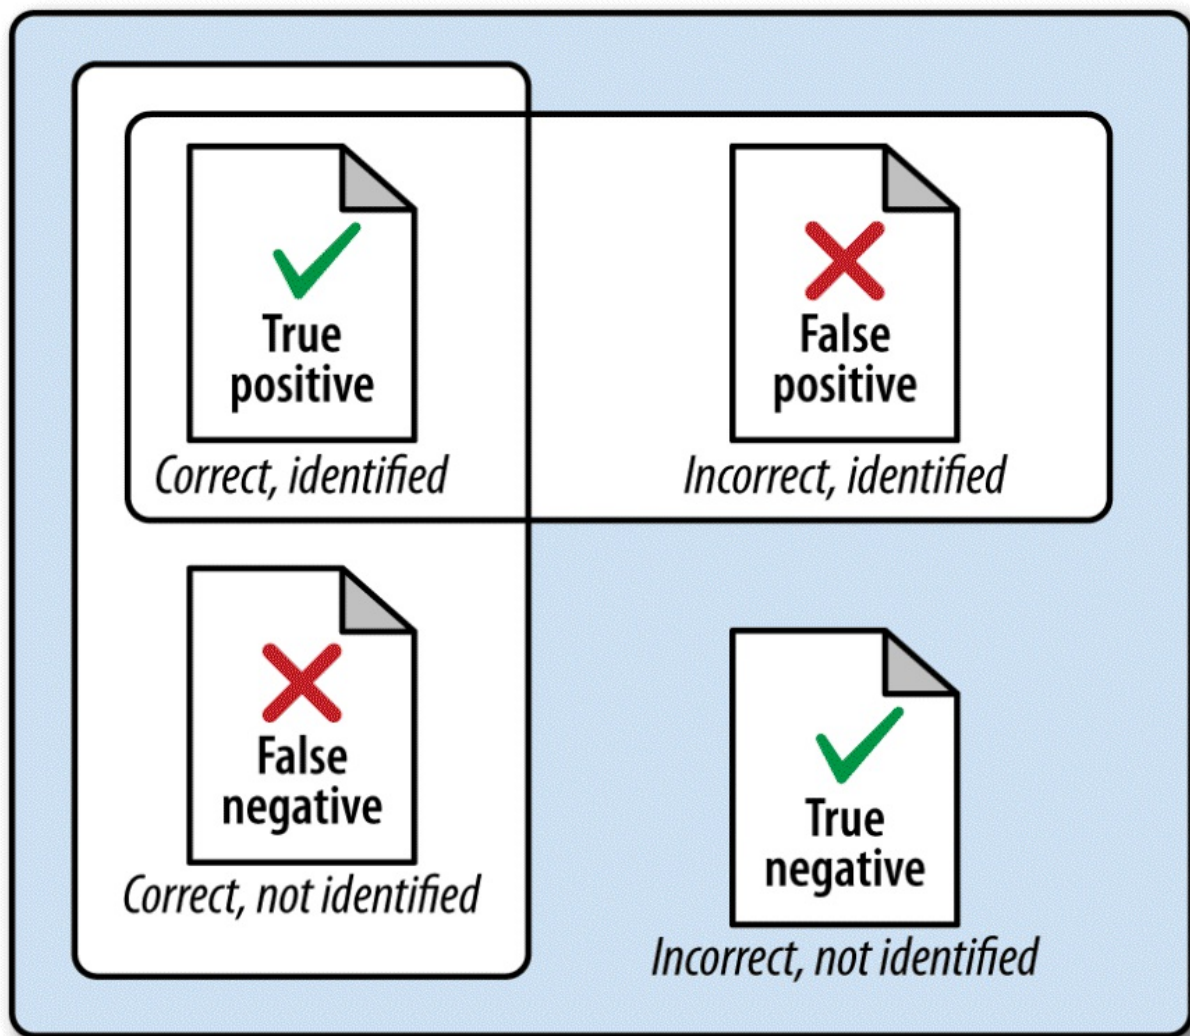 True
positive
Correct, identified
False
positive
Incorrect, identified
False
negative
Correct, not identified
True
negative
Incorrect, not identified